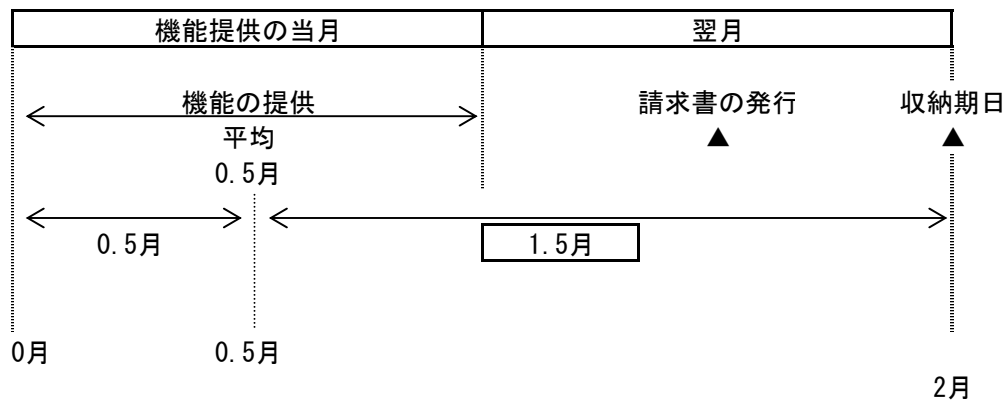 機能提供の当月 翌月
機能の提供 請求書の発行 収納期日
平均 ▲ ▲
0.5月
0.5月 1.5月
0月 0.5月
2月